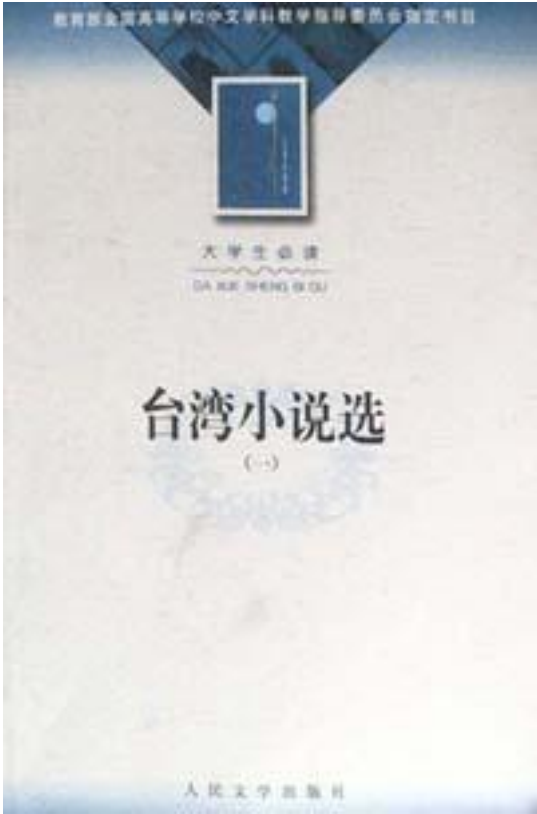 教育部全国高等学校中文学科教学指导委员会指定书目
大学生必读
DA XUE SHENG BI DU
台湾小说选
(一)
人民文学出版社